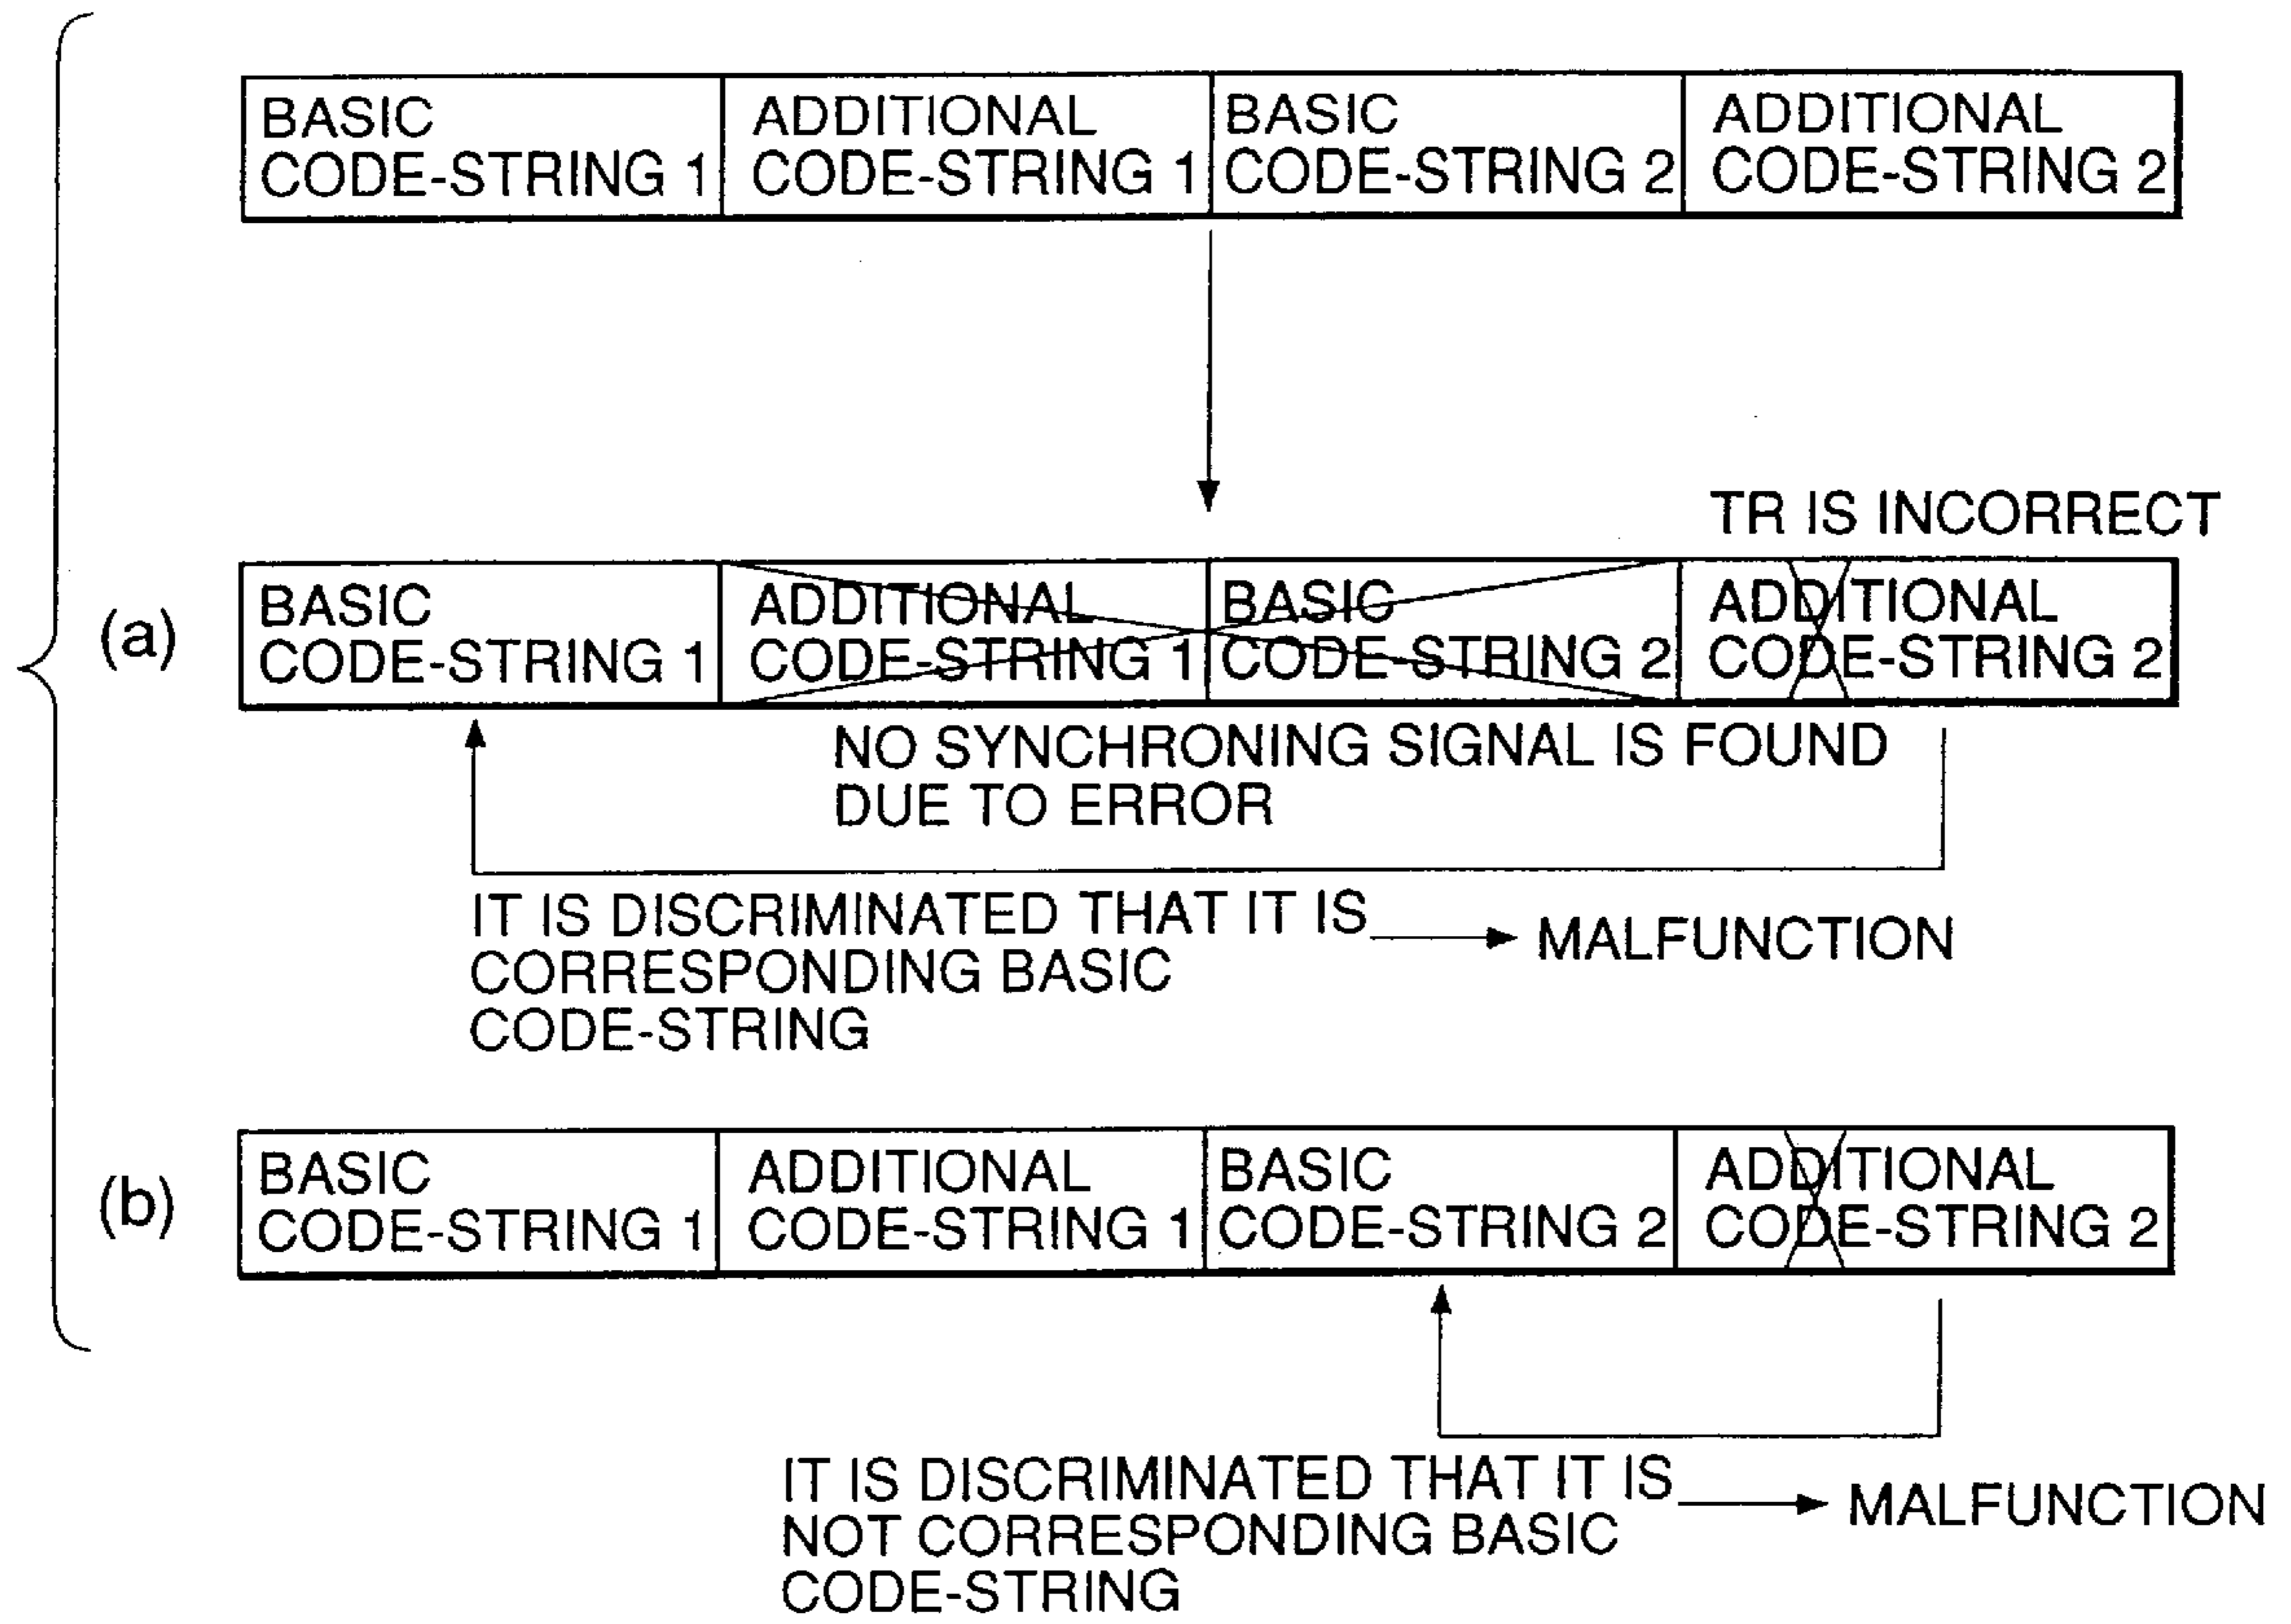 BASIC
CODE-STRING 1
ADDITIONAL
CODE-STRING 1
BASIC
CODE-STRING 2
ADDITIONAL
CODE-STRING 2
TR IS INCORRECT
(a)
BASIC
CODE-STRING 1
ADDITIONAL
CODE-STRING 1
BASIC
CODE-STRING 2
ADDITIONAL
CODE-STRING 2
NO SYNCHRONING SIGNAL IS FOUND
DUE TO ERROR
IT IS DISCRIMINATED THAT IT IS
CORRESPONDING BASIC
CODE-STRING
MALFUNCTION
(b)
BASIC
CODE-STRING 1
ADDITIONAL
CODE-STRING 1
BASIC
CODE-STRING 2
ADDITIONAL
CODE-STRING 2
IT IS DISCRIMINATED THAT IT IS
NOT CORRESPONDING BASIC
CODE-STRING
MALFUNCTION